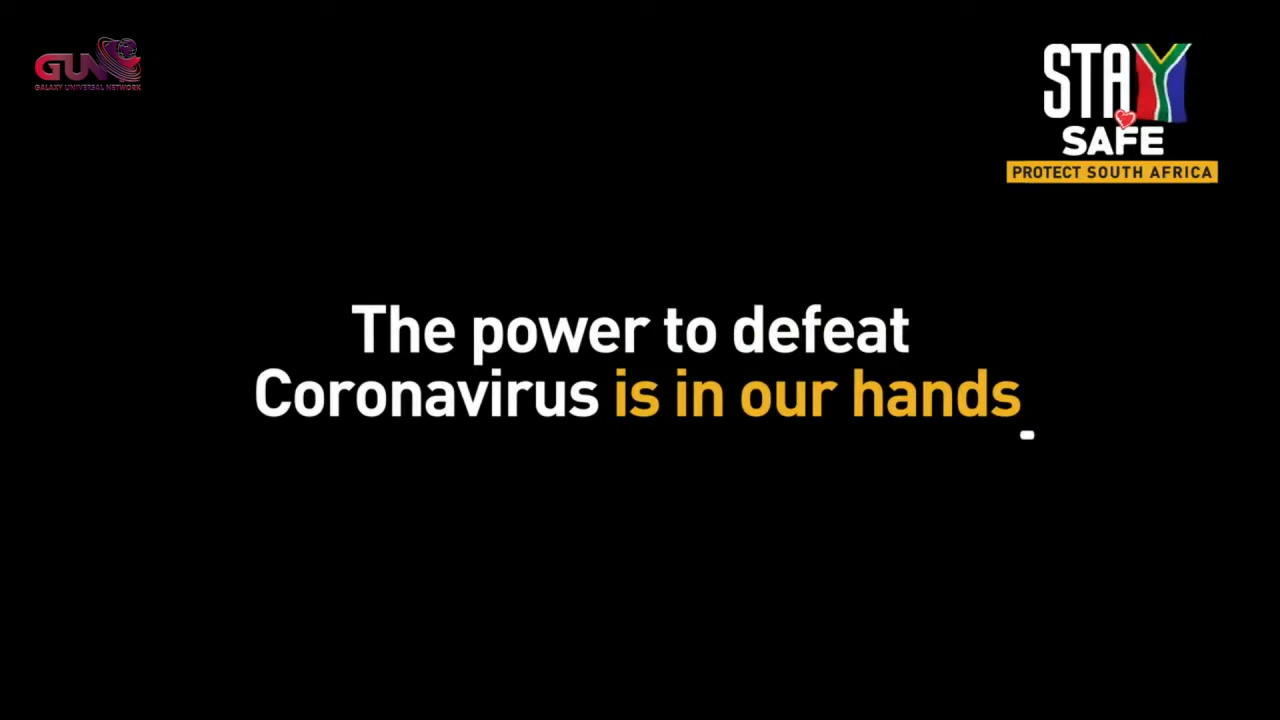 GUN
GALAXY UNIVERSAL NETWORK
STAY
SAFE
PROTECT SOUTH AFRICA
The power to defeat
Coronavirus is in our hands